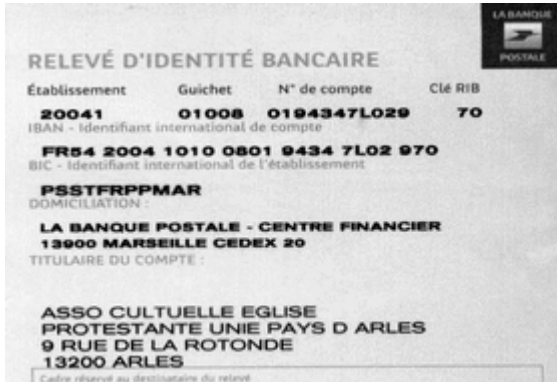 LA BANQUE
POSTALE
RELEVÉ D'IDENTITÉ BANCAIRE
Établissement Guichet N° de compte Clé RIB
20041 01008 0194347L029 70
IBAN - Identifiant international de compte
FR54 2004 1010 0801 9434 7L02 970
BIC - Identifiant international de l'établissement
PSSTFRPPMAR
DOMICILIATION :
LA BANQUE POSTALE - CENTRE FINANCIER
13900 MARSEILLE CEDEX 20
TITULAIRE DU COMPTE :
ASSO CULTUELLE EGLISE
PROTESTANTE UNIE PAYS D ARLES
9 RUE DE LA ROTONDE
13200 ARLES
Cadre réservé au destinataire du relevé